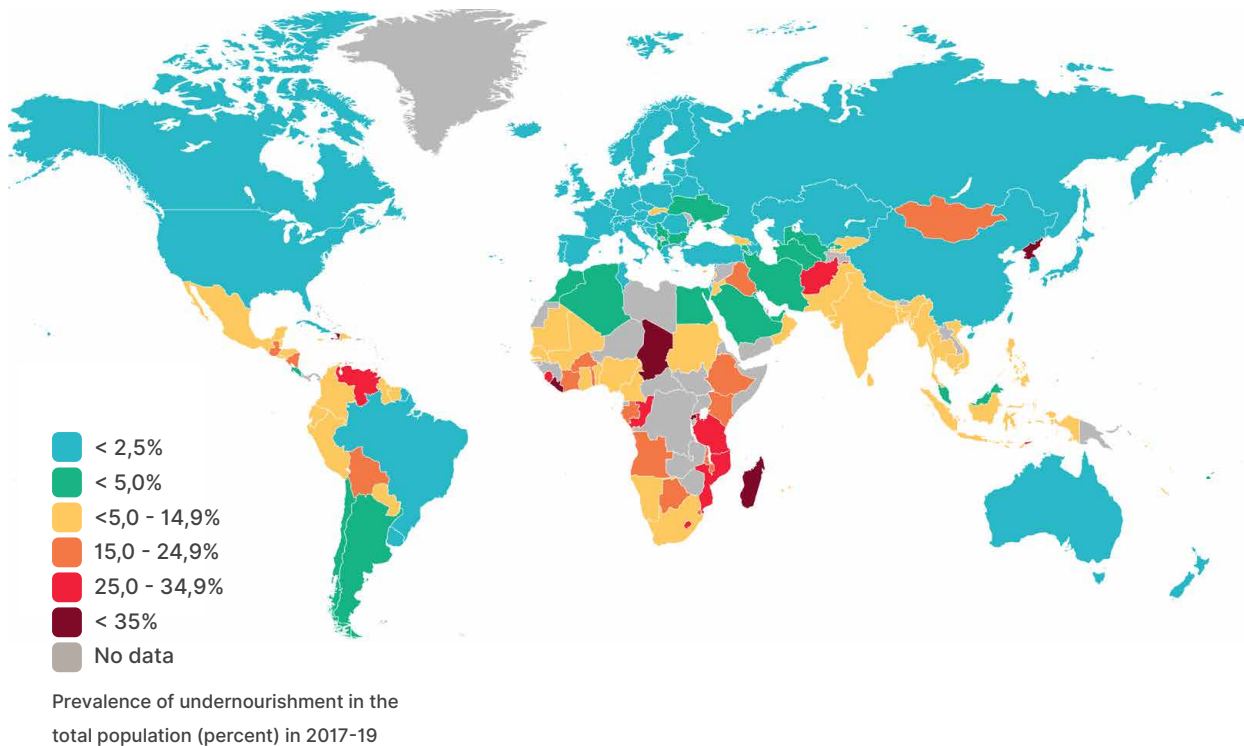 < 2,5%
< 5,0%
<5,0 - 14,9%
15,0 - 24,9%
25,0 - 34,9%
< 35%
No data
Prevalence of undernourishment in the
total population (percent) in 2017-19